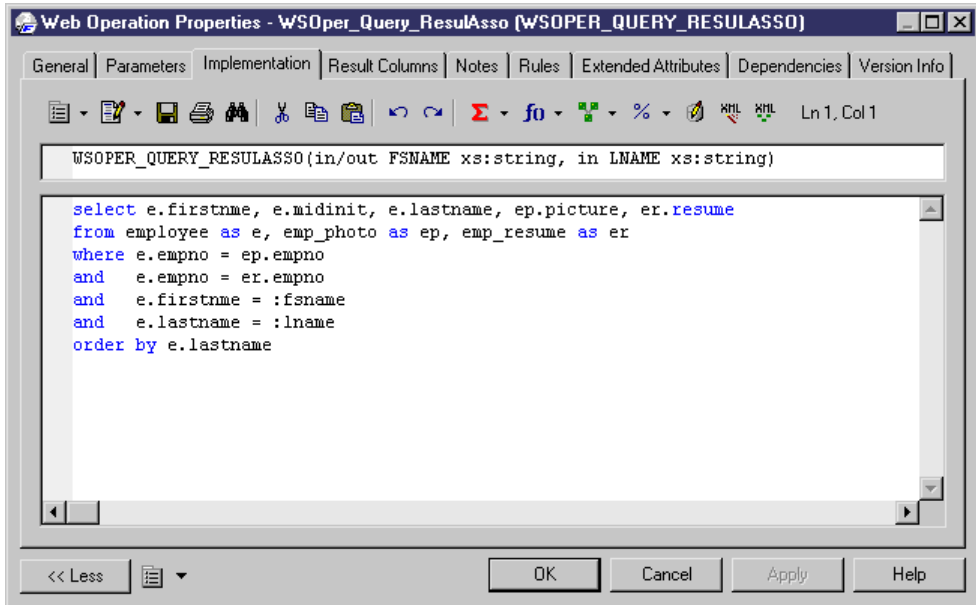 Web Operation Properties - WSOper_Query_ResulAsso (WSOPER_QUERY_RESULASSO)
General Parameters Implementation Result Columns Notes Rules Extended Attributes Dependencies Version Info
Σ fo % XML XML Ln 1, Col 1
WSOPER_QUERY_RESULASSO(in/out FSNAME xs:string, in LNAME xs:string)
select e.firstnme, e.midinit, e.lastname, ep.picture, er.resume
from employee as e, emp_photo as ep, emp_resume as er
where e.empno = ep.empno
and e.empno = er.empno
and e.firstnme = :fsname
and e.lastname = :lname
order by e.lastname
<< Less OK Cancel Apply Help